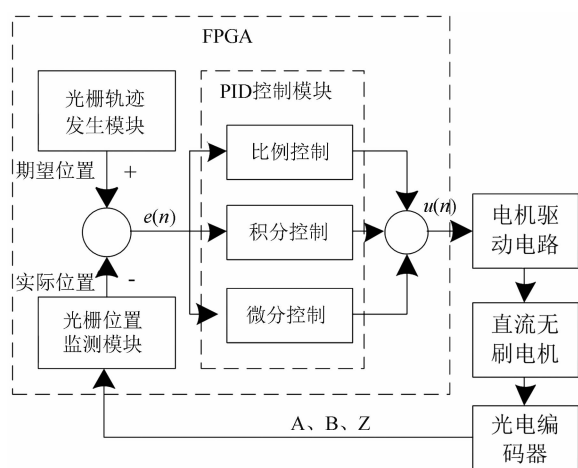 FPGA
光栅轨迹
发生模块
PID控制模块
期望位置
+
比例控制
e(n)
积分控制
u(n)
电机驱
动电路
实际位置
-
光栅位置
监测模块
微分控制
直流无
刷电机
A、B、Z
光电编
码器